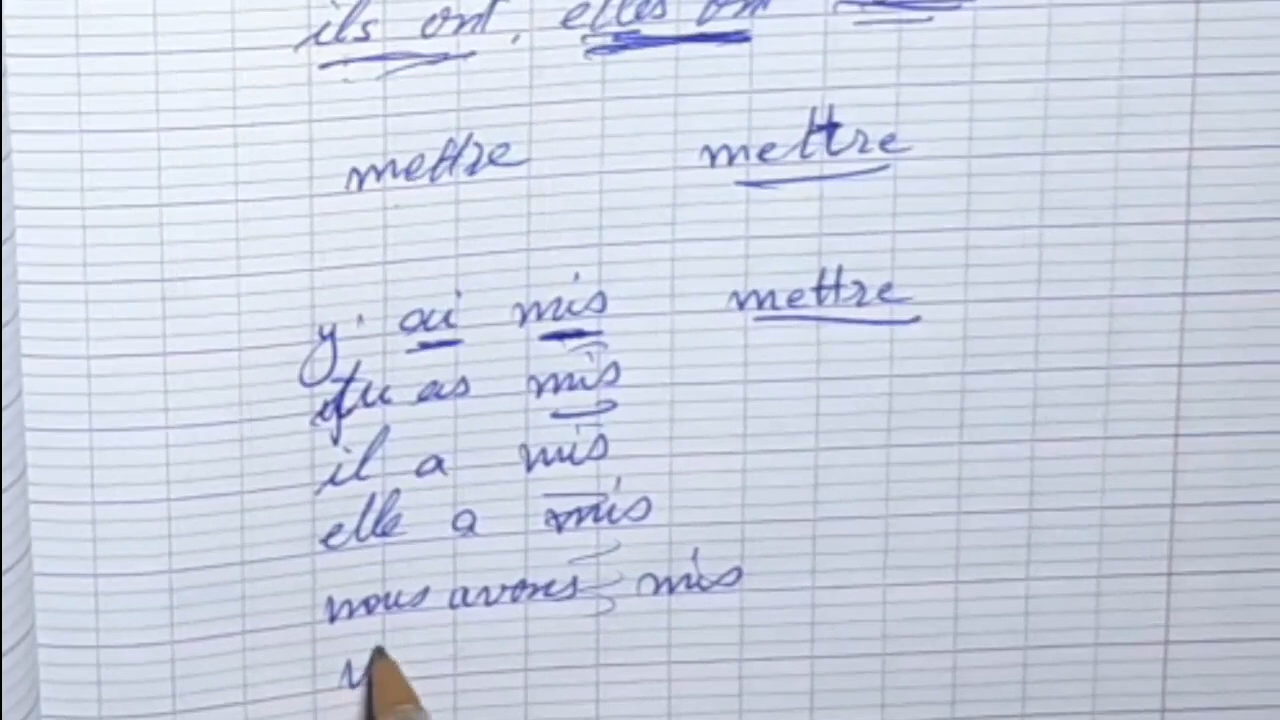 ils ont, elles ont
mettre mettre
j' ai mis mettre
tu as mis
il a mis
elle a mis
nous avons mis
v